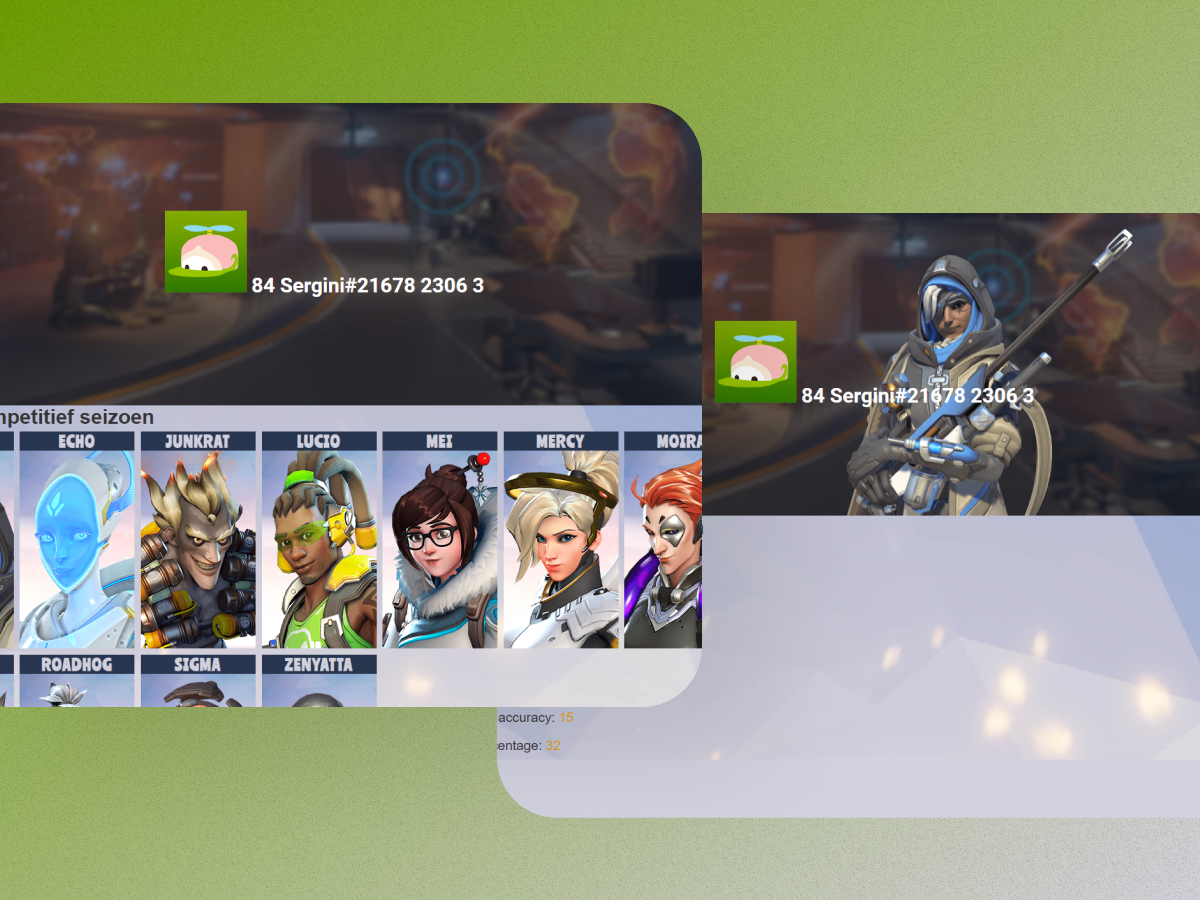 84 Sergini#21678 2306 3
84 Sergini#21678 2306 3
mpetitief seizoen
ECHO JUNKRAT LUCIO MEI MERCY MOIRA
ROADHOG SIGMA ZENYATTA
accuracy: 15
entage: 32